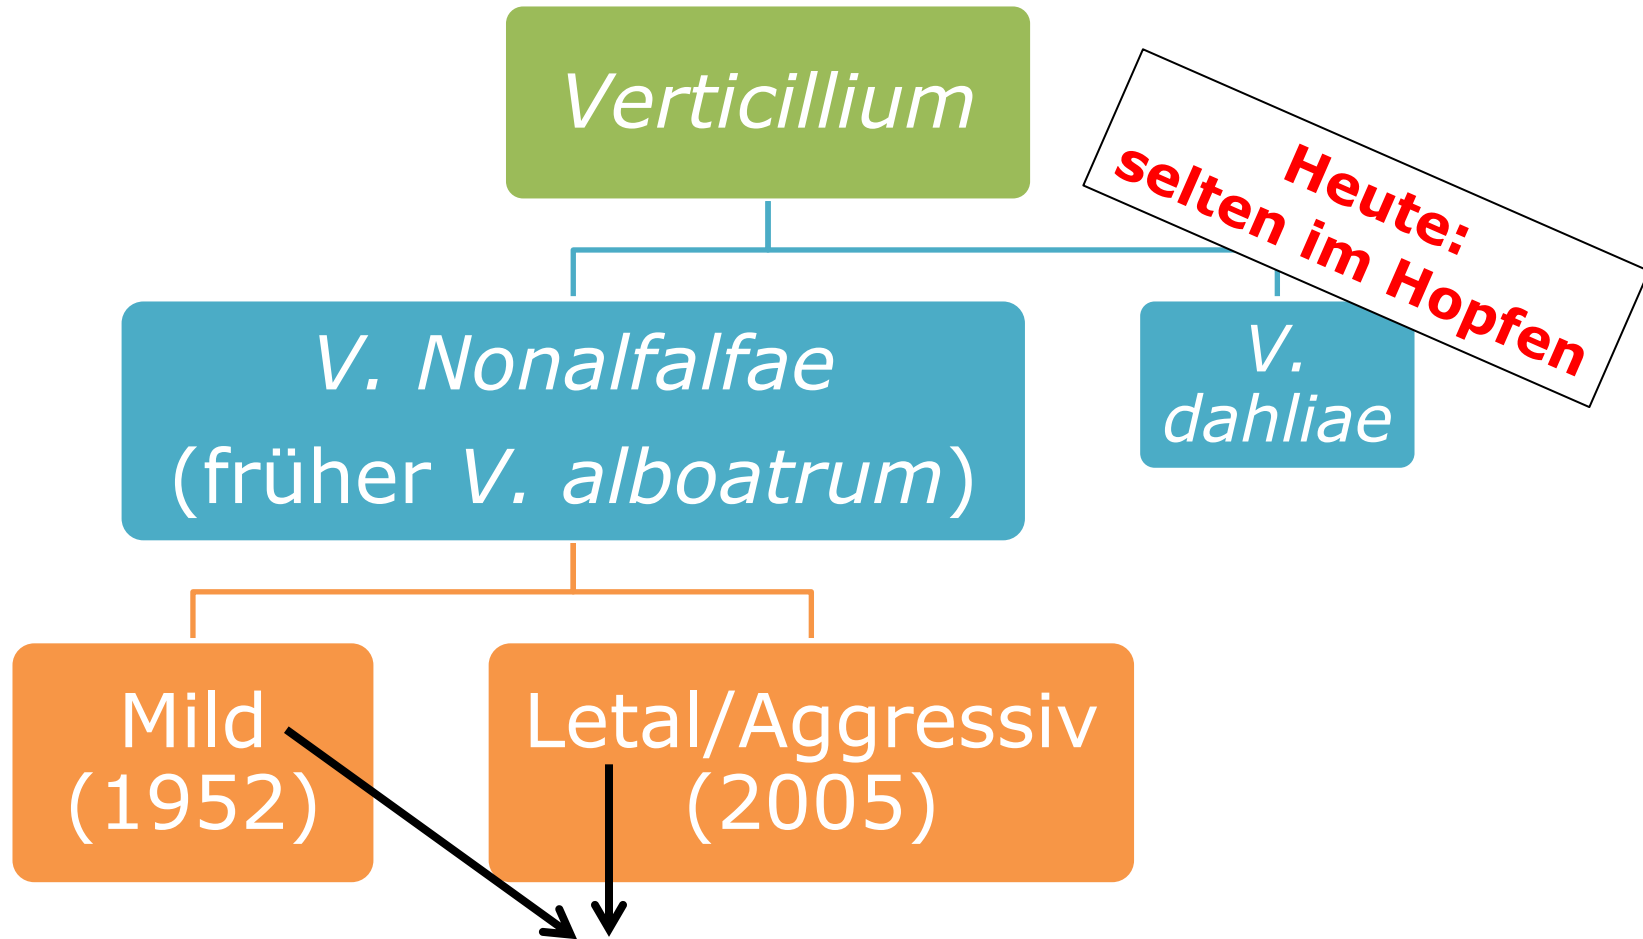 Verticillium
Heute:
selten im Hopfen
V. Nonalfalfae
(früher V. alboatrum)
V.
dahliae
Mild
(1952)
Letal/Aggressiv
(2005)